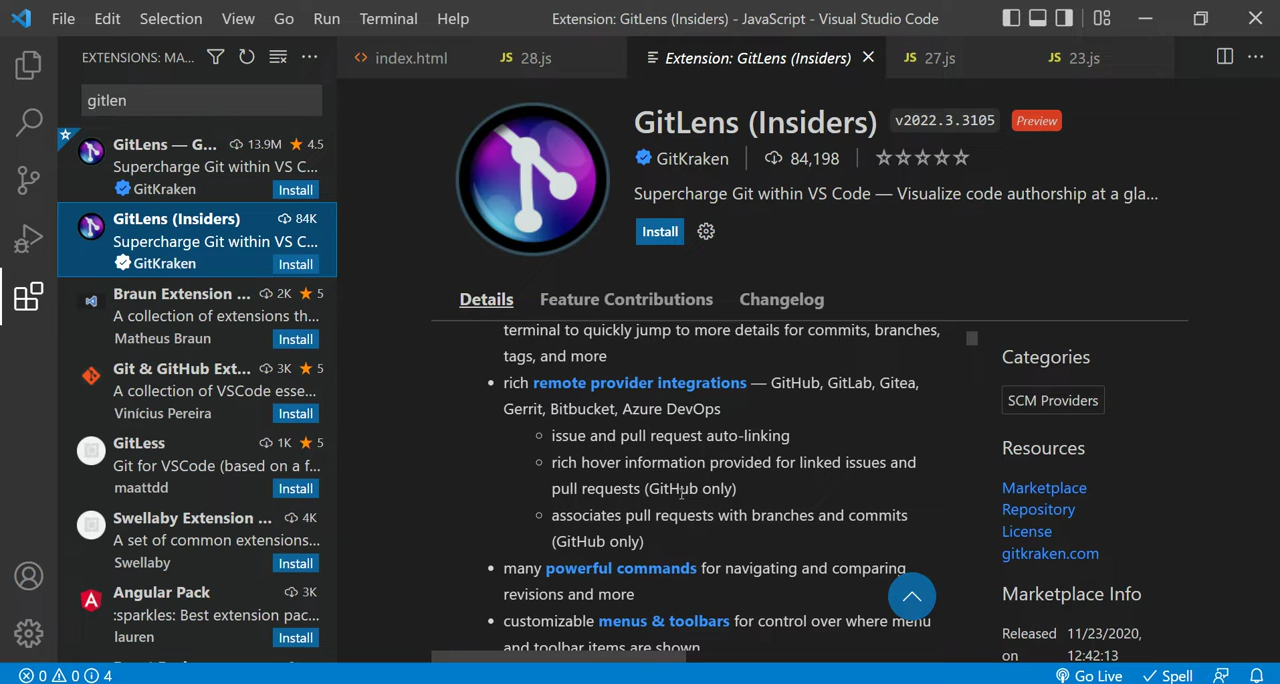 File Edit Selection View Go Run Terminal Help
Extension: GitLens (Insiders) - JavaScript - Visual Studio Code
EXTENSIONS: MA...
gitlen
GitLens — G... 13.9M 4.5
Supercharge Git within VS C...
GitKraken Install
GitLens (Insiders) 84K
Supercharge Git within VS C...
GitKraken Install
Braun Extension ... 2K 5
A collection of extensions th...
Matheus Braun Install
Git & GitHub Ext... 3K 5
A collection of VSCode esse...
Vinícius Pereira Install
GitLess 1K 5
Git for VSCode (based on a f...
maattdd Install
Swellaby Extension ... 4K
A set of common extensions...
Swellaby Install
Angular Pack 3K
:sparkles: Best extension pac...
lauren Install
index.html JS 28.js Extension: GitLens (Insiders) JS 27.js JS 23.js
GitLens (Insiders) v2022.3.3105 Preview
GitKraken 84,198
Supercharge Git within VS Code — Visualize code authorship at a gla...
Install
Details Feature Contributions Changelog
terminal to quickly jump to more details for commits, branches,
tags, and more
• rich remote provider integrations — GitHub, GitLab, Gitea,
Gerrit, Bitbucket, Azure DevOps
issue and pull request auto-linking
rich hover information provided for linked issues and
pull requests (GitHub only)
associates pull requests with branches and commits
(GitHub only)
• many powerful commands for navigating and comparing
revisions and more
• customizable menus & toolbars for control over where menu
and toolbar items are shown
Categories
SCM Providers
Resources
Marketplace
Repository
License
gitkraken.com
Marketplace Info
Released 11/23/2020,
on 12:42:13
0 0 4 Go Live Spell